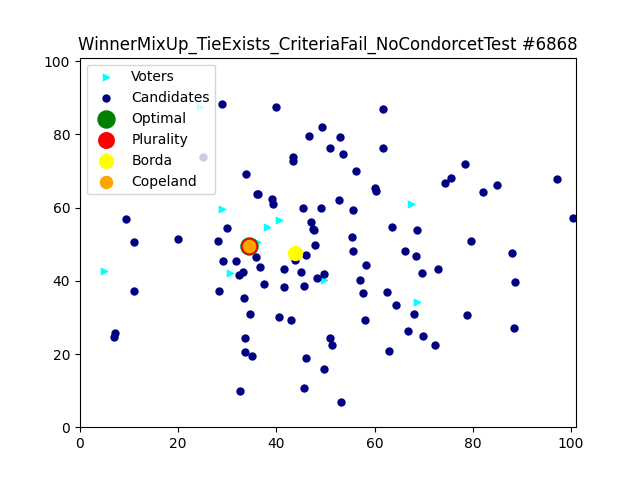 WinnerMixUp_TieExists_CriteriaFail_NoCondorcetTest #6868
Voters
Candidates
Optimal
Plurality
Borda
Copeland
100
80
60
40
20
0
0 20 40 60 80 100